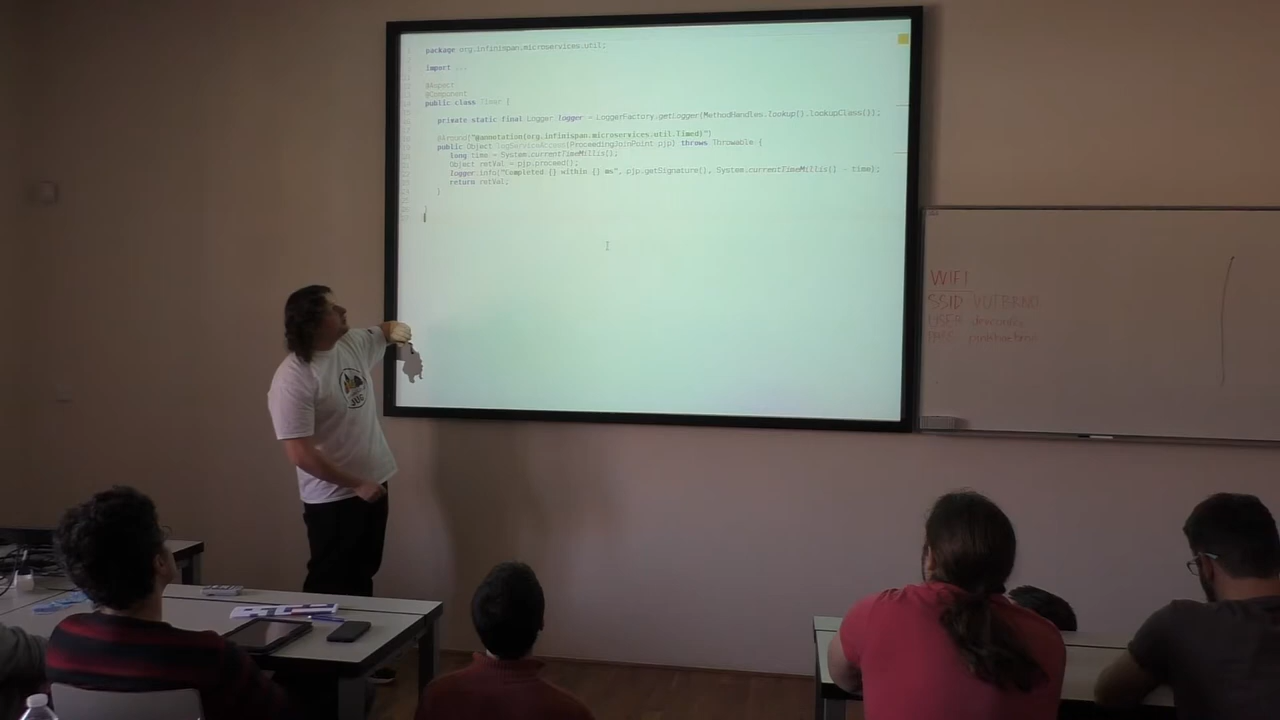 package org.infinispan.microservices.util;
import ...
@Aspect
@Component
public class Timer {
private static final Logger logger = LoggerFactory.getLogger(MethodHandles.lookup().lookupClass());
@Around("@annotation(org.infinispan.microservices.util.Timed)")
public Object logServiceAccess(ProceedingJoinPoint pjp) throws Throwable {
long time = System.currentTimeMillis();
Object retVal = pjp.proceed();
logger.info("Completed {} within {} ms", pjp.getSignature(), System.currentTimeMillis() - time);
return retVal;
}
}
WIFI
SSID VUTBRNO
USER devconfcz
JUG